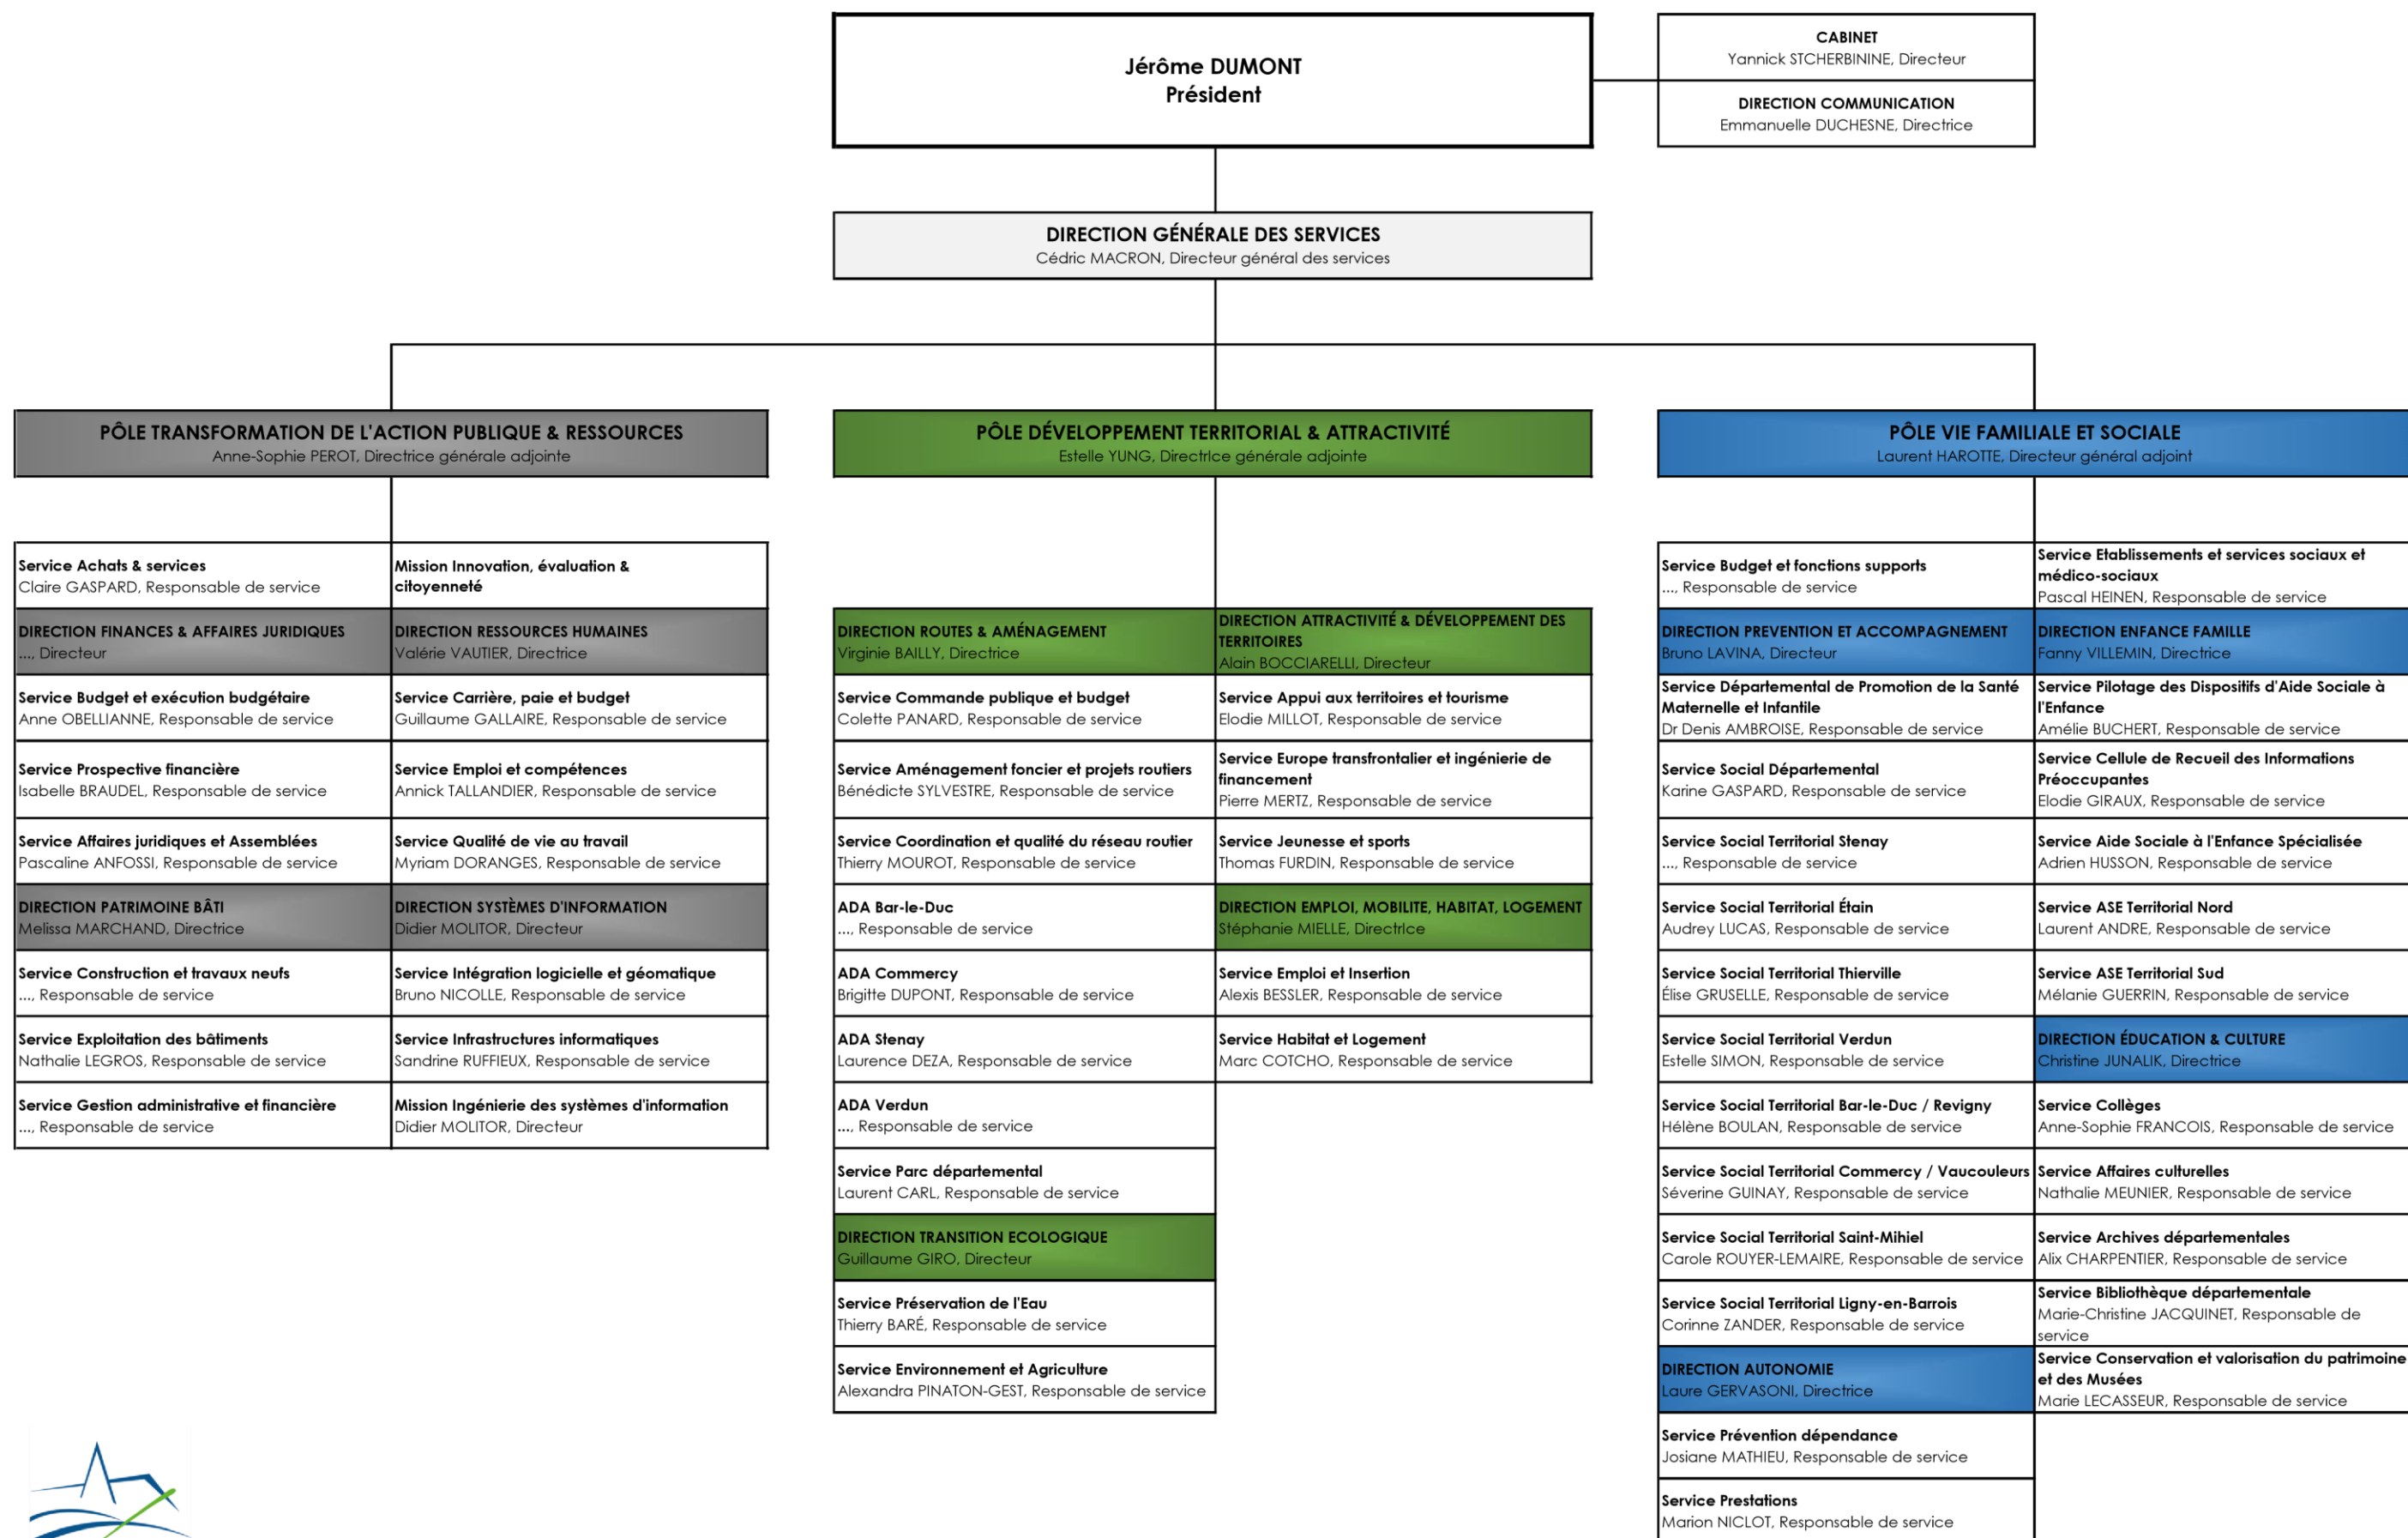 Jérôme DUMONT
Président
CABINET
Yannick STCHERBININE, Directeur
DIRECTION COMMUNICATION
Emmanuelle DUCHESNE, Directrice
DIRECTION GÉNÉRALE DES SERVICES
Cédric MACRON, Directeur général des services
PÔLE TRANSFORMATION DE L'ACTION PUBLIQUE & RESSOURCES
Anne-Sophie PEROT, Directrice générale adjointe
Service Achats & services
Claire GASPARD, Responsable de service
DIRECTION FINANCES & AFFAIRES JURIDIQUES
..., Directeur
Service Budget et exécution budgétaire
Anne OBELLIANNE, Responsable de service
Service Prospective financière
Isabelle BRAUDEL, Responsable de service
Service Affaires juridiques et Assemblées
Pascaline ANFOSSI, Responsable de service
DIRECTION PATRIMOINE BÂTI
Melissa MARCHAND, Directrice
Service Construction et travaux neufs
..., Responsable de service
Service Exploitation des bâtiments
Nathalie LEGROS, Responsable de service
Service Gestion administrative et financière
..., Responsable de service
Mission Innovation, évaluation &
citoyenneté
DIRECTION RESSOURCES HUMAINES
Valérie VAUTIER, Directrice
Service Carrière, paie et budget
Guillaume GALLAIRE, Responsable de service
Service Emploi et compétences
Annick TALLANDIER, Responsable de service
Service Qualité de vie au travail
Myriam DORANGES, Responsable de service
DIRECTION SYSTÈMES D'INFORMATION
Didier MOLITOR, Directeur
Service Intégration logicielle et géomatique
Bruno NICOLLE, Responsable de service
Service Infrastructures informatiques
Sandrine RUFFIEUX, Responsable de service
Mission Ingénierie des systèmes d'information
Didier MOLITOR, Directeur
PÔLE DÉVELOPPEMENT TERRITORIAL & ATTRACTIVITÉ
Estelle YUNG, DirectrIce générale adjointe
DIRECTION ROUTES & AMÉNAGEMENT
Virginie BAILLY, Directrice
Service Commande publique et budget
Colette PANARD, Responsable de service
Service Aménagement foncier et projets routiers
Bénédicte SYLVESTRE, Responsable de service
Service Coordination et qualité du réseau routier
Thierry MOUROT, Responsable de service
ADA Bar-le-Duc
..., Responsable de service
ADA Commercy
Brigitte DUPONT, Responsable de service
ADA Stenay
Laurence DEZA, Responsable de service
ADA Verdun
..., Responsable de service
Service Parc départemental
Laurent CARL, Responsable de service
DIRECTION TRANSITION ECOLOGIQUE
Guillaume GIRO, Directeur
Service Préservation de l'Eau
Thierry BARÉ, Responsable de service
Service Environnement et Agriculture
Alexandra PINATON-GEST, Responsable de service
DIRECTION ATTRACTIVITÉ & DÉVELOPPEMENT DES
TERRITOIRES
Alain BOCCIARELLI, Directeur
Service Appui aux territoires et tourisme
Elodie MILLOT, Responsable de service
Service Europe transfrontalier et ingénierie de
financement
Pierre MERTZ, Responsable de service
Service Jeunesse et sports
Thomas FURDIN, Responsable de service
DIRECTION EMPLOI, MOBILITE, HABITAT, LOGEMENT
Stéphanie MIELLE, DirectrIce
Service Emploi et Insertion
Alexis BESSLER, Responsable de service
Service Habitat et Logement
Marc COTCHO, Responsable de service
PÔLE VIE FAMILIALE ET SOCIALE
Laurent HAROTTE, Directeur général adjoint
Service Budget et fonctions supports
..., Responsable de service
DIRECTION PREVENTION ET ACCOMPAGNEMENT
Bruno LAVINA, Directeur
Service Départemental de Promotion de la Santé
Maternelle et Infantile
Dr Denis AMBROISE, Responsable de service
Service Social Départemental
Karine GASPARD, Responsable de service
Service Social Territorial Stenay
..., Responsable de service
Service Social Territorial Étain
Audrey LUCAS, Responsable de service
Service Social Territorial Thierville
Élise GRUSELLE, Responsable de service
Service Social Territorial Verdun
Estelle SIMON, Responsable de service
Service Social Territorial Bar-le-Duc / Revigny
Hélène BOULAN, Responsable de service
Service Social Territorial Commercy / Vaucouleurs
Séverine GUINAY, Responsable de service
Service Social Territorial Saint-Mihiel
Carole ROUYER-LEMAIRE, Responsable de service
Service Social Territorial Ligny-en-Barrois
Corinne ZANDER, Responsable de service
DIRECTION AUTONOMIE
Laure GERVASONI, Directrice
Service Prévention dépendance
Josiane MATHIEU, Responsable de service
Service Prestations
Marion NICLOT, Responsable de service
Service Etablissements et services sociaux et
médico-sociaux
Pascal HEINEN, Responsable de service
DIRECTION ENFANCE FAMILLE
Fanny VILLEMIN, Directrice
Service Pilotage des Dispositifs d'Aide Sociale à
l'Enfance
Amélie BUCHERT, Responsable de service
Service Cellule de Recueil des Informations
Préoccupantes
Elodie GIRAUX, Responsable de service
Service Aide Sociale à l'Enfance Spécialisée
Adrien HUSSON, Responsable de service
Service ASE Territorial Nord
Laurent ANDRE, Responsable de service
Service ASE Territorial Sud
Mélanie GUERRIN, Responsable de service
DIRECTION ÉDUCATION & CULTURE
Christine JUNALIK, Directrice
Service Collèges
Anne-Sophie FRANCOIS, Responsable de service
Service Affaires culturelles
Nathalie MEUNIER, Responsable de service
Service Archives départementales
Alix CHARPENTIER, Responsable de service
Service Bibliothèque départementale
Marie-Christine JACQUINET, Responsable de
service
Service Conservation et valorisation du patrimoine
et des Musées
Marie LECASSEUR, Responsable de service